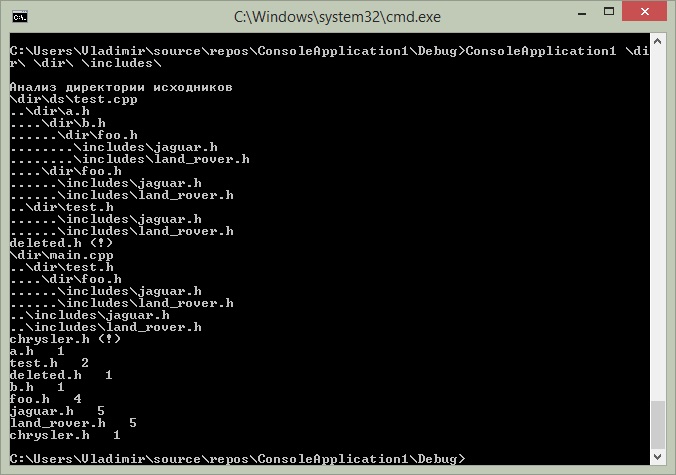 C:\Windows\system32\cmd.exe
C:\Users\Vladimir\source\repos\ConsoleApplication1\Debug>ConsoleApplication1 \di
r\ \dir\ \includes\
Анализ директории исходников
\dir\ds\test.cpp
..\dir\a.h
....\dir\b.h
......\dir\foo.h
........\includes\jaguar.h
........\includes\land_rover.h
....\dir\foo.h
......\includes\jaguar.h
......\includes\land_rover.h
..\dir\test.h
......\includes\jaguar.h
......\includes\land_rover.h
deleted.h (!)
\dir\main.cpp
..\dir\test.h
....\dir\foo.h
......\includes\jaguar.h
......\includes\land_rover.h
..\includes\jaguar.h
..\includes\land_rover.h
chrysler.h (!)
a.h   1
test.h   2
deleted.h   1
b.h   1
foo.h   4
jaguar.h   5
land_rover.h   5
chrysler.h   1
C:\Users\Vladimir\source\repos\ConsoleApplication1\Debug>